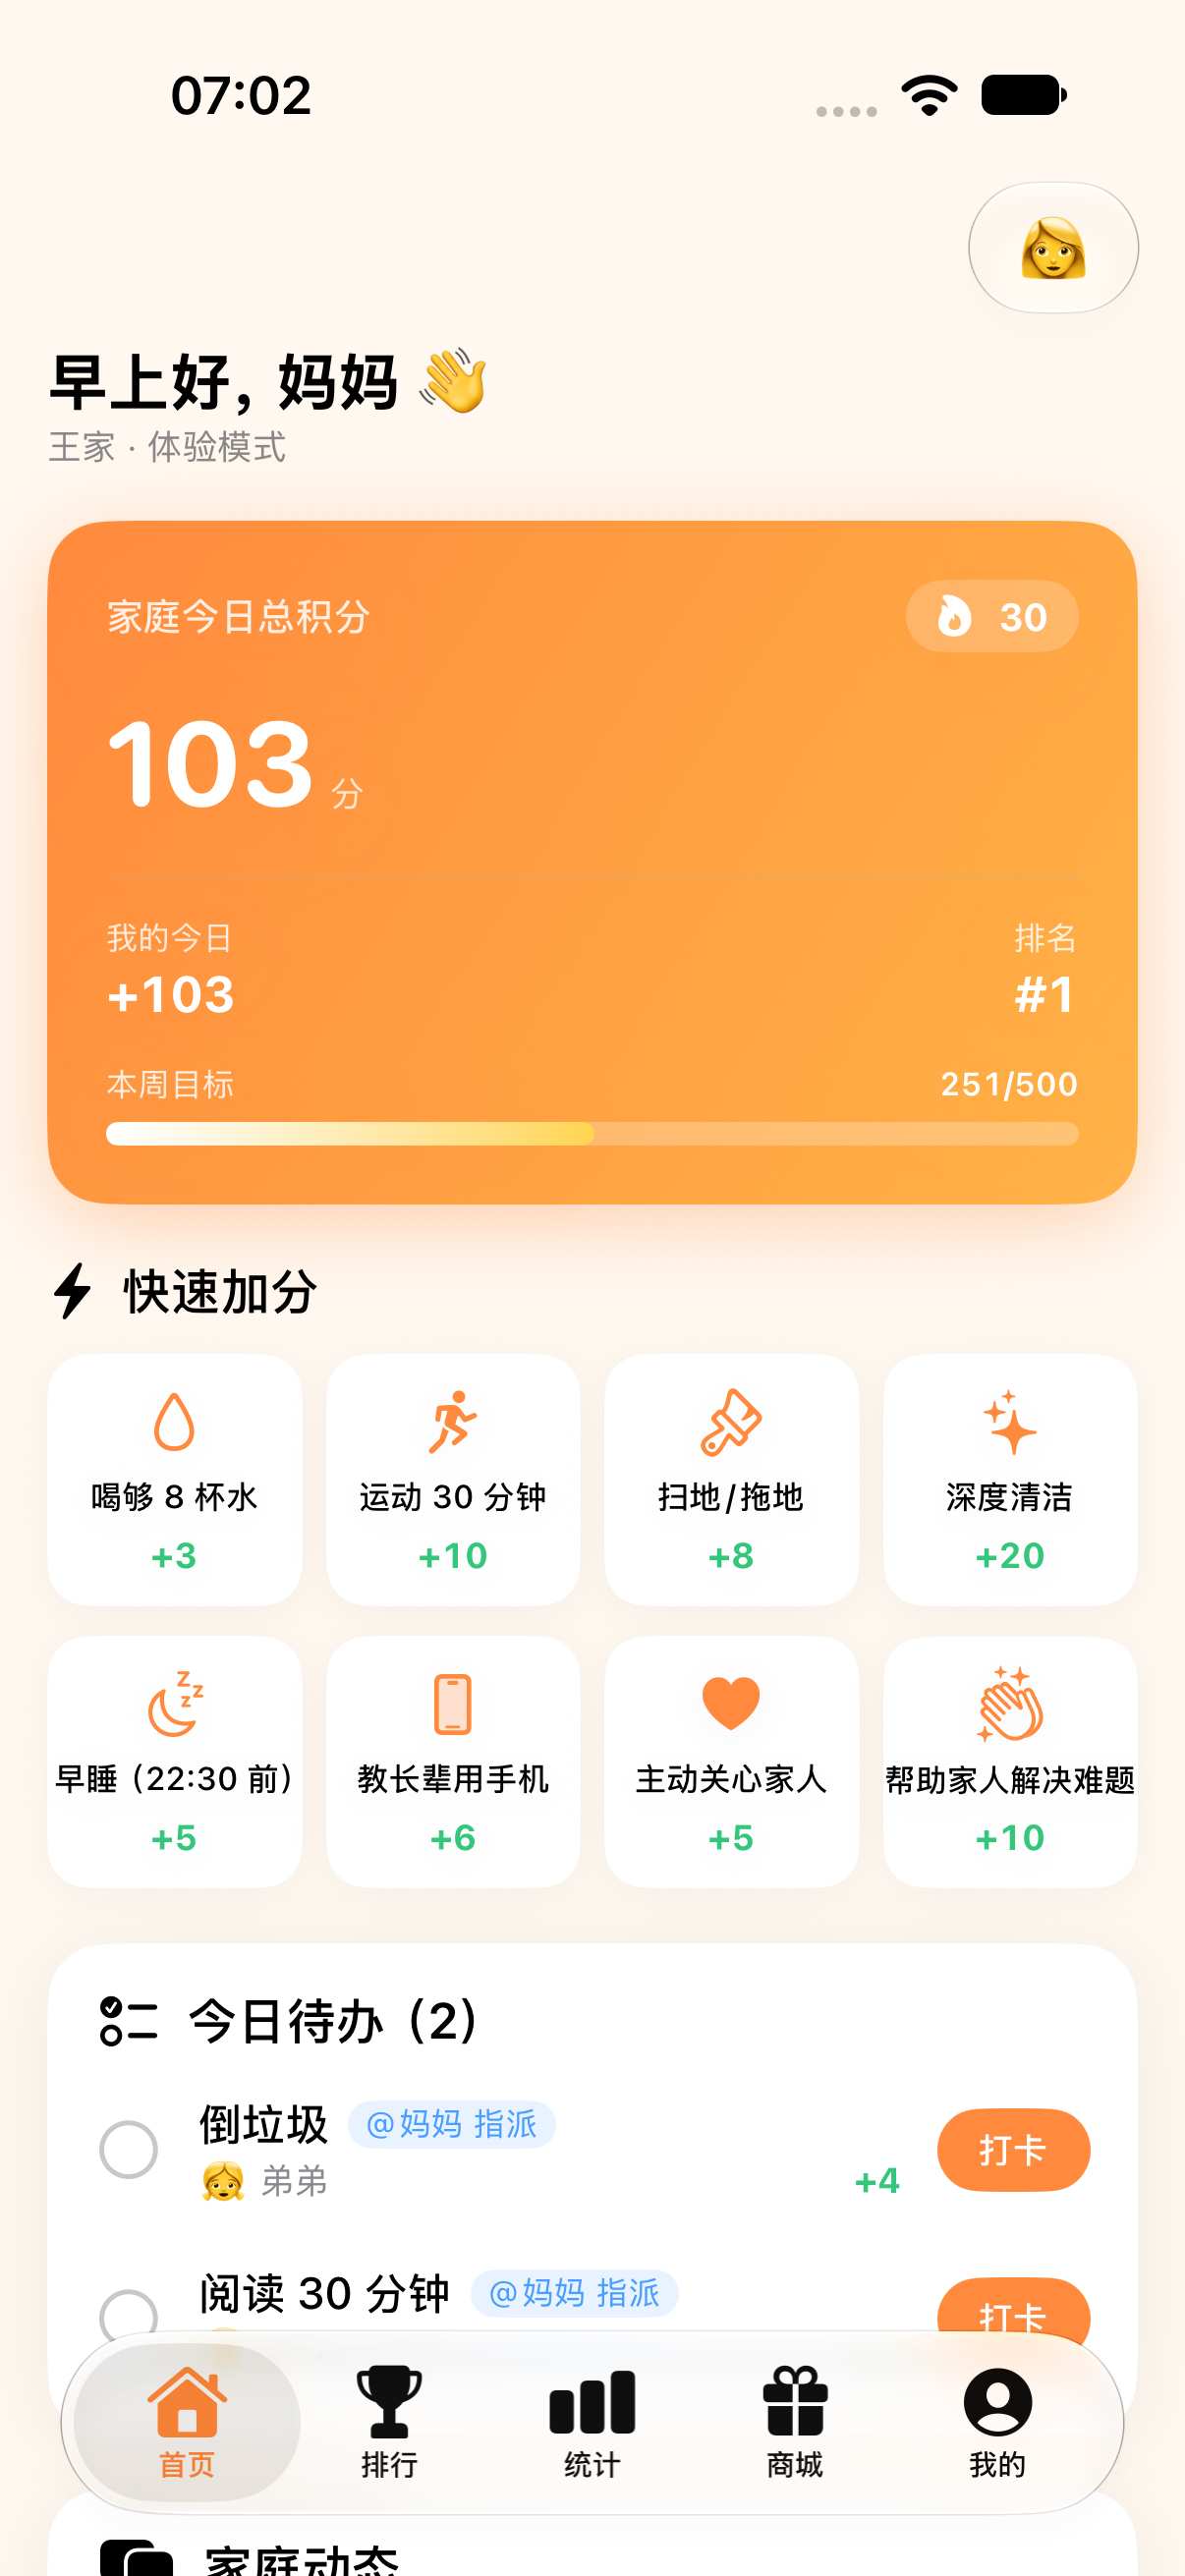 07:02
早上好，妈妈 👋
王家 · 体验模式
家庭今日总积分 30
103 分
我的今日 排名
+103 #1
本周目标 251/500
快速加分
喝够 8 杯水 运动 30 分钟 扫地/拖地 深度清洁
+3 +10 +8 +20
早睡（22:30 前） 教长辈用手机 主动关心家人 帮助家人解决难题
+5 +6 +5 +10
今日待办（2）
倒垃圾 @妈妈 指派
弟弟 +4 打卡
阅读 30 分钟 @妈妈 指派
打卡
首页 排行 统计 商城 我的
家庭动态